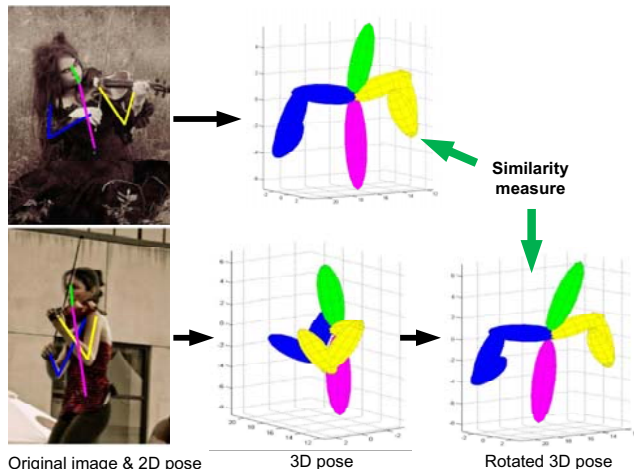 Similarity
measure
Original image & 2D pose
3D pose
Rotated 3D pose